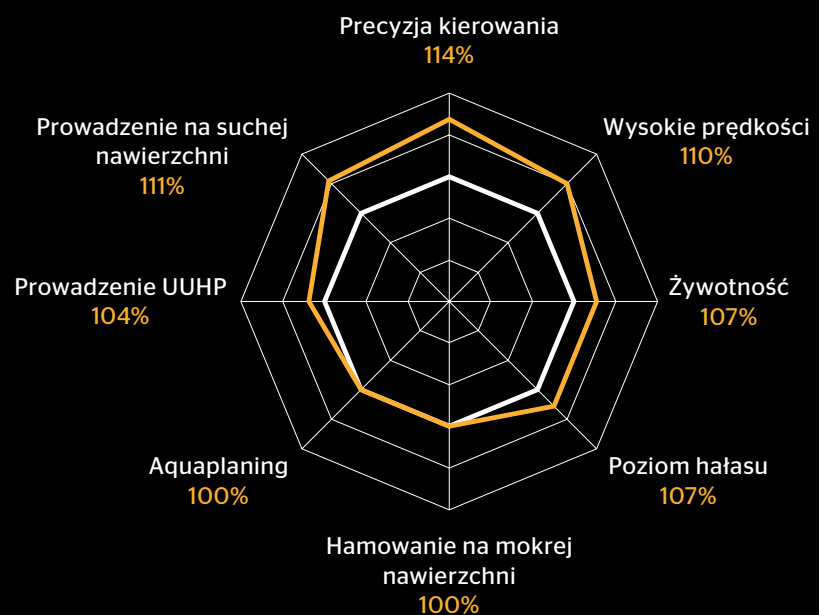 Precyzja kierowania
114%
Wysokie prędkości
110%
Żywotność
107%
Poziom hałasu
107%
Hamowanie na mokrej
nawierzchni
100%
Aquaplaning
100%
Prowadzenie UUHP
104%
Prowadzenie na suchej
nawierzchni
111%